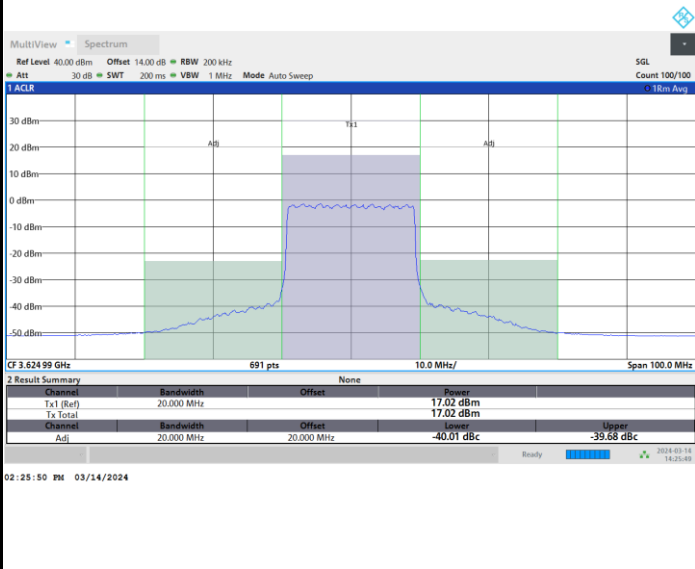 MultiView Spectrum
Ref Level 40.00 dBm Offset 14.00 dB RBW 200 kHz SGL
Att 30 dB SWT 200 ms VBW 1 MHz Mode Auto Sweep Count 100/100
1 ACLR 1Rm Avg
30 dBm
Tx1
20 dBm
Adj Adj
10 dBm
0 dBm
-10 dBm
-20 dBm
-30 dBm
-40 dBm
-50 dBm
CF 3.624 99 GHz 691 pts 10.0 MHz/ Span 100.0 MHz
2 Result Summary None
Channel Bandwidth Offset Power
Tx1 (Ref) 20.000 MHz 17.02 dBm
Tx Total 17.02 dBm
Channel Bandwidth Offset Lower Upper
Adj 20.000 MHz 20.000 MHz -40.01 dBc -39.68 dBc
Ready 2024-03-14
14:25:49
02:25:50 PM 03/14/2024